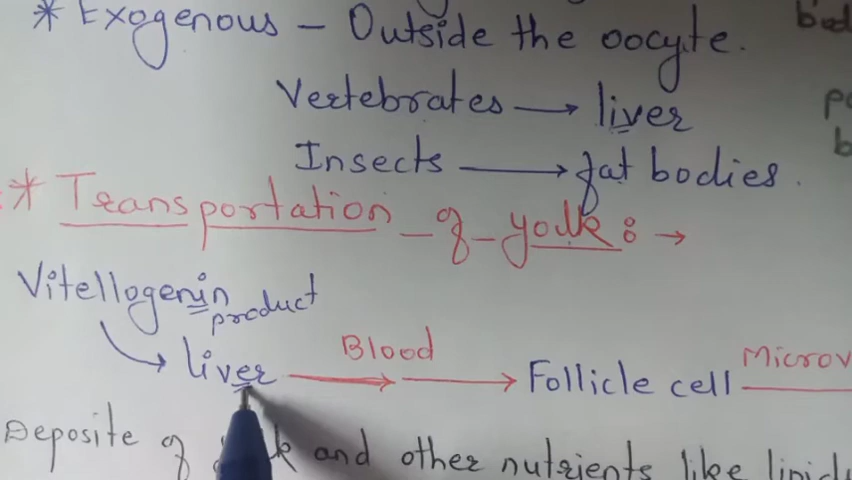 * Exogenous - Outside the oocyte.
Vertebrates → liver
Insects → fat bodies.
* Transportation of yolk : →
Vitellogenin product
liver Blood → → Follicle cell
Deposite of and other nutrients like